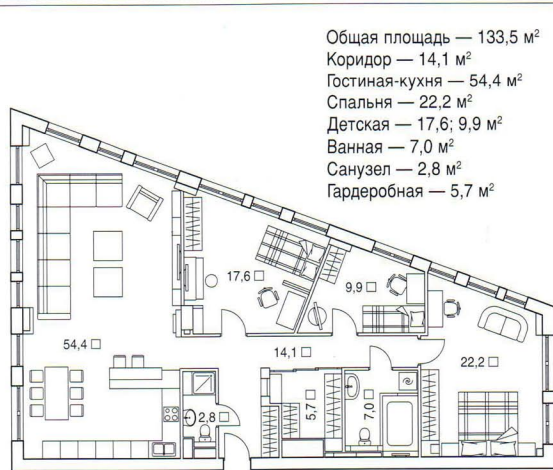 Общая площадь — 133,5 м²
Коридор — 14,1 м²
Гостиная-кухня — 54,4 м²
Спальня — 22,2 м²
Детская — 17,6; 9,9 м²
Ванная — 7,0 м²
Санузел — 2,8 м²
Гардеробная — 5,7 м²
17,6 □
9,9 □
54,4 □
14,1 □
22,2 □
2,8 □
5,7 □
7,0 □